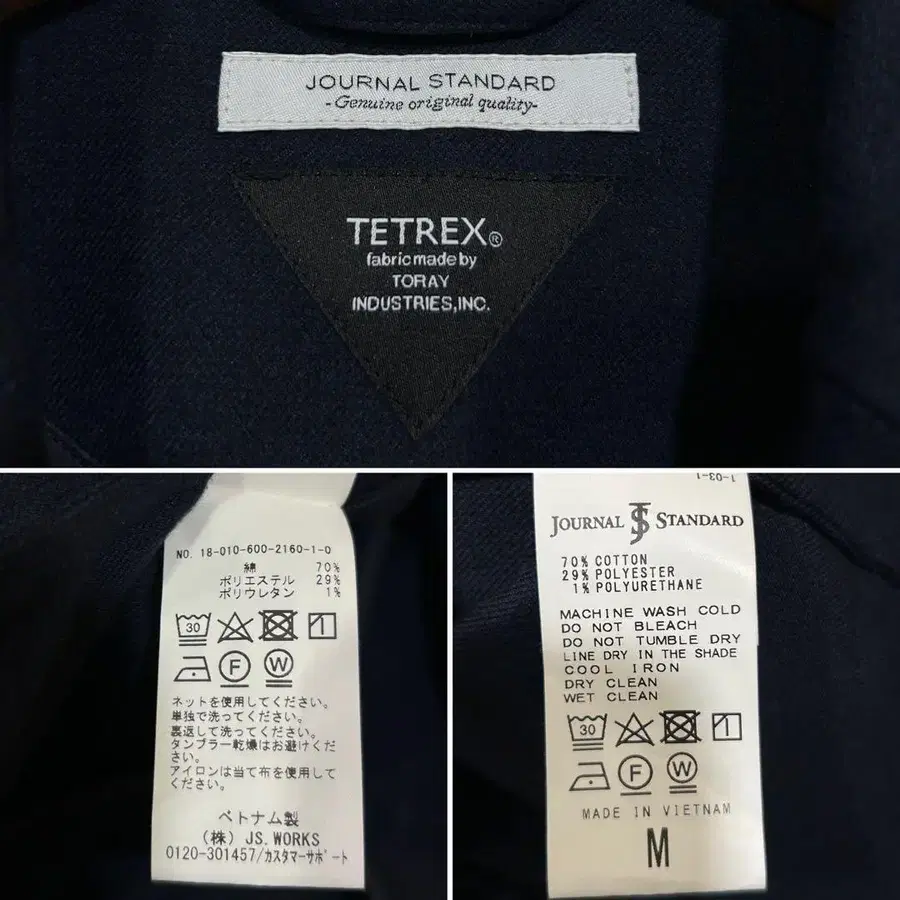 JOURNAL STANDARD
-Genuine original quality-
TETREX®
fabric made by
TORAY
INDUSTRIES,INC.
NO. 18-010-600-2160-1-0
綿 70%
ポリエステル 29%
ポリウレタン 1%
30
F W
ネットを使用してください。
単独で洗ってください。
裏返して洗ってください。
タンブラー乾燥はお避けくだ
さい。
アイロンは当て布を使用して
ください。
ベトナム製
(株) JS.WORKS
0120-301457/カスタマーサポート
1-03-1
JOURNAL JS STANDARD
70% COTTON
29% POLYESTER
1% POLYURETHANE
MACHINE WASH COLD
DO NOT BLEACH
DO NOT TUMBLE DRY
LINE DRY IN THE SHADE
COOL IRON
DRY CLEAN
WET CLEAN
30
F W
MADE IN VIETNAM
M